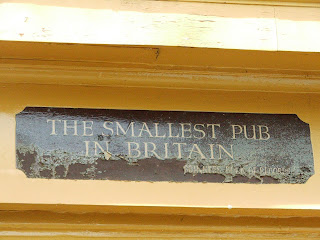 THE SMALLEST PUB
IN BRITAIN